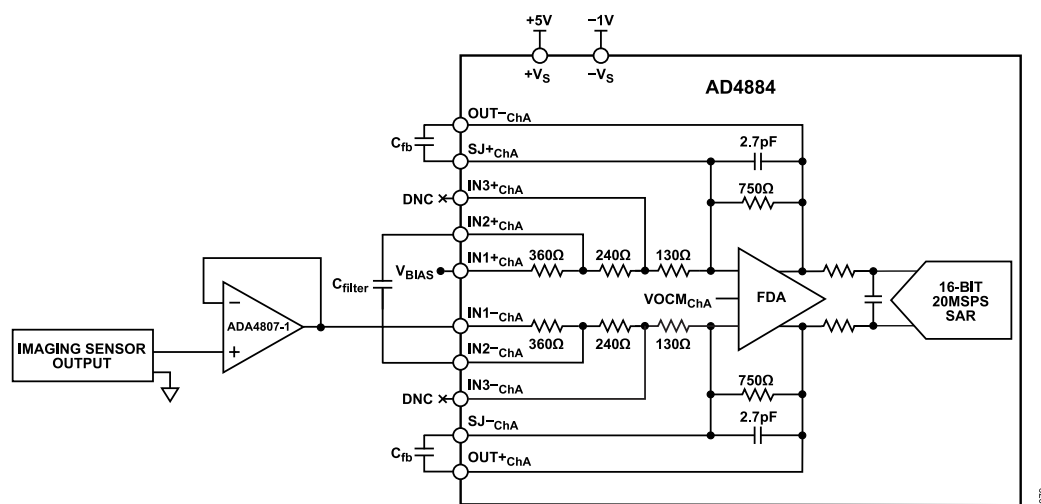 +5V
−1V
+VS
−VS
AD4884
OUT−ChA
Cfb
SJ+ChA
2.7pF
DNC
IN3+ChA
750Ω
IN2+ChA
Cfilter
VBIAS
IN1+ChA
360Ω
240Ω
130Ω
−
ADA4807-1
+
IMAGING SENSOR
OUTPUT
VOCMChA
FDA
16-BIT
20MSPS
SAR
IN1−ChA
360Ω
240Ω
130Ω
IN2−ChA
DNC
IN3−ChA
750Ω
SJ−ChA
2.7pF
Cfb
OUT+ChA